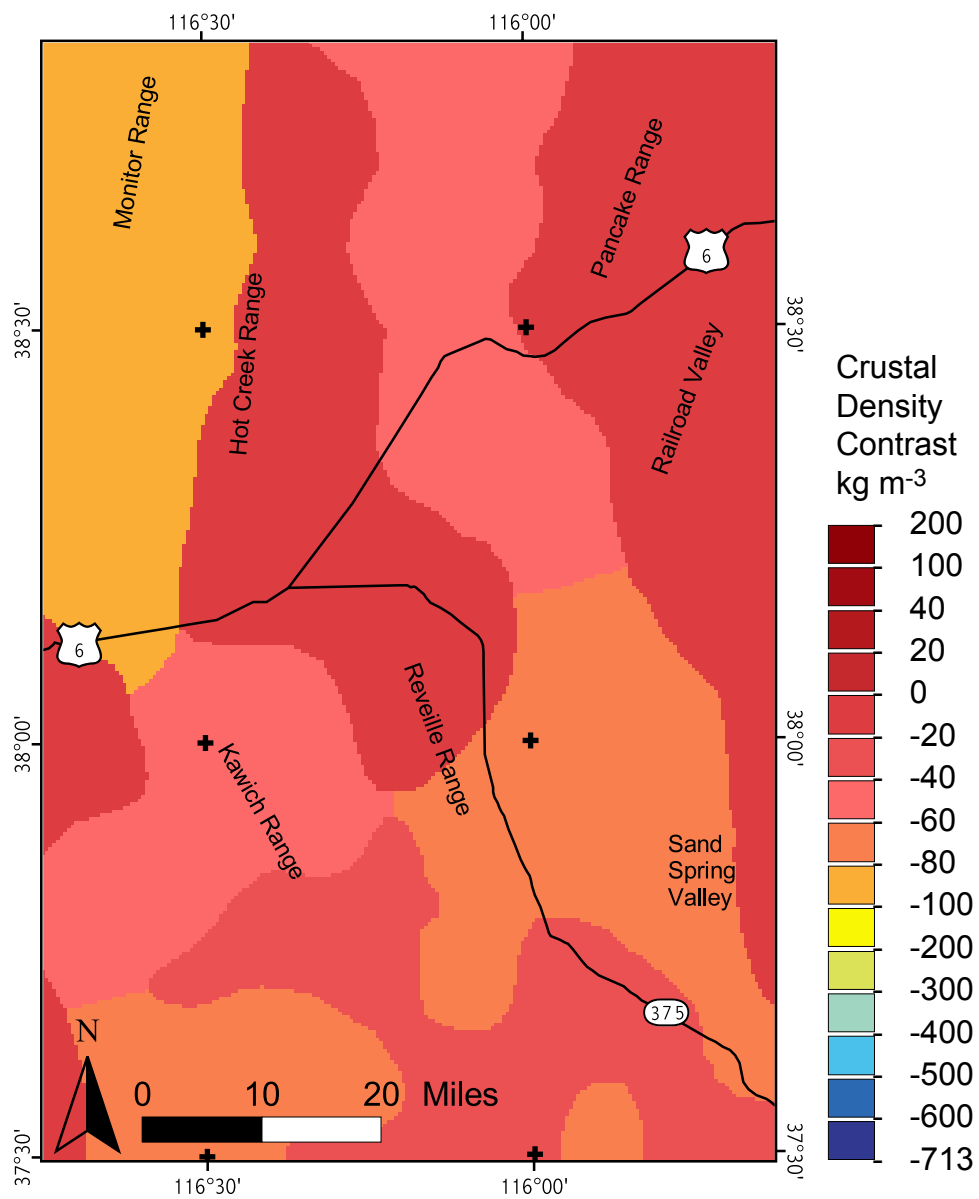 116°30'
116°00'
Monitor Range
Pancake Range
6
Hot Creek Range
38°30'
38°30'
Railroad Valley
Crustal
Density
Contrast
kg m-3
200
100
40
20
0
-20
-40
-60
-80
-100
-200
-300
-400
-500
-600
-713
6
Reveille Range
38°00'
38°00'
Kawich Range
Sand
Spring
Valley
375
N
0 10 20 Miles
37°30'
37°30'
116°30'
116°00'